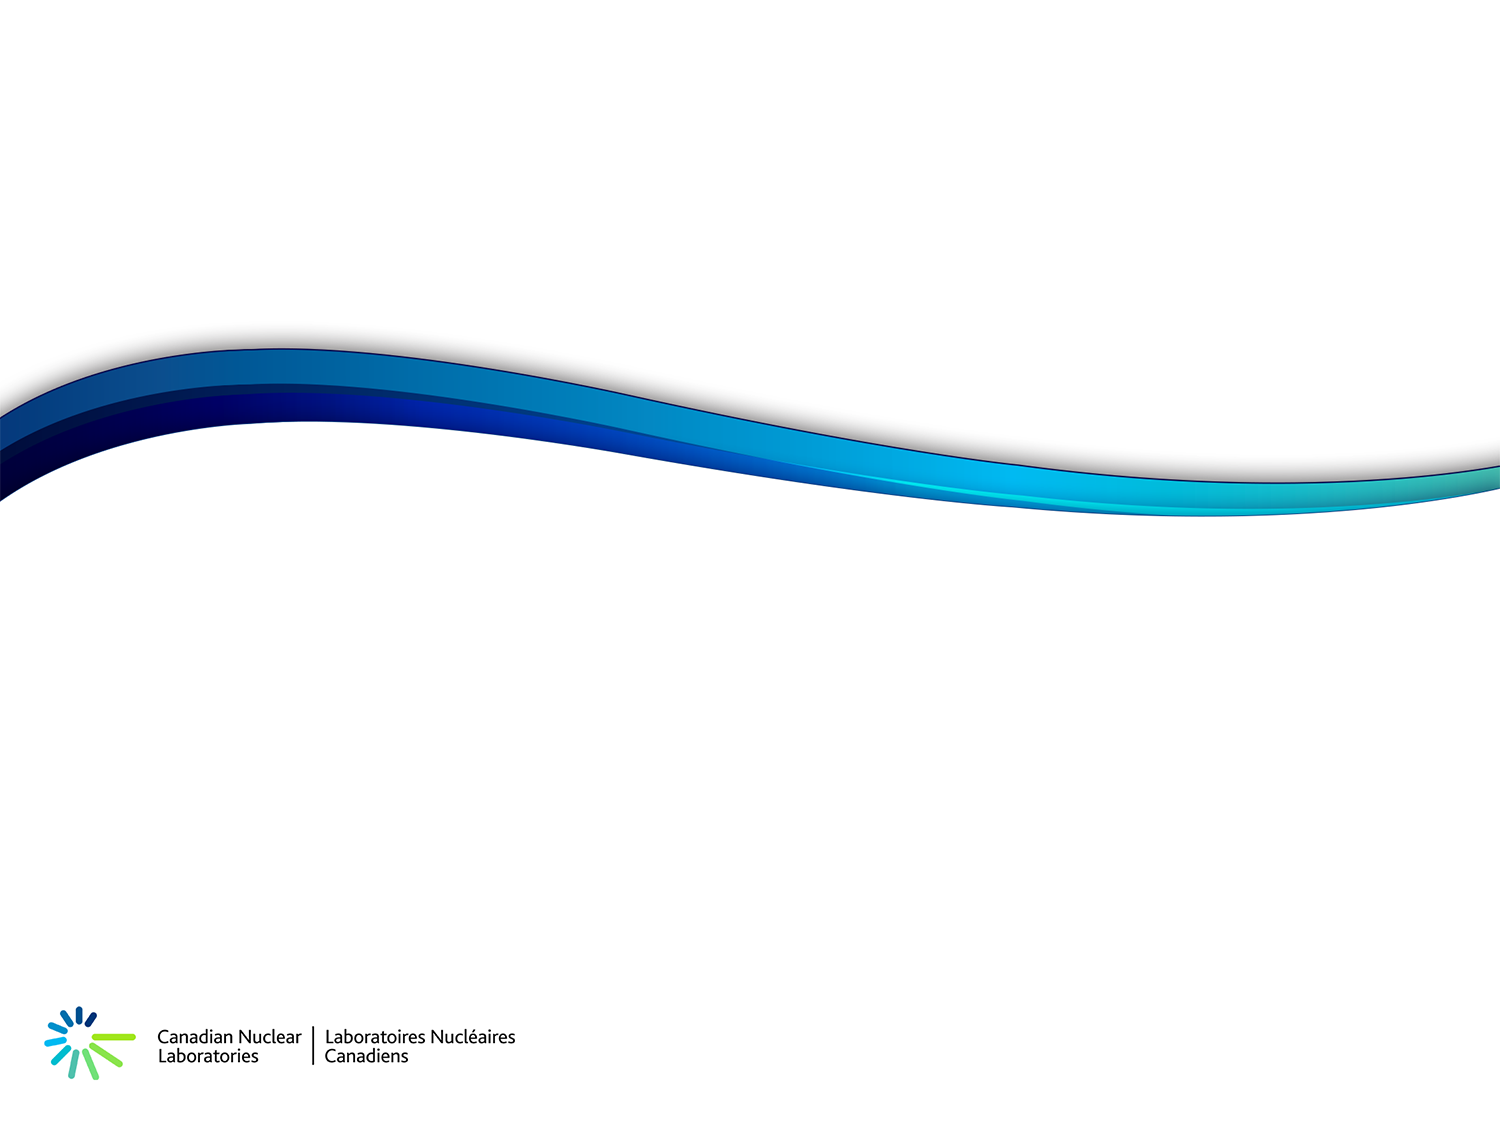 Canadian Nuclear
Laboratories
Laboratoires Nucléaires
Canadiens